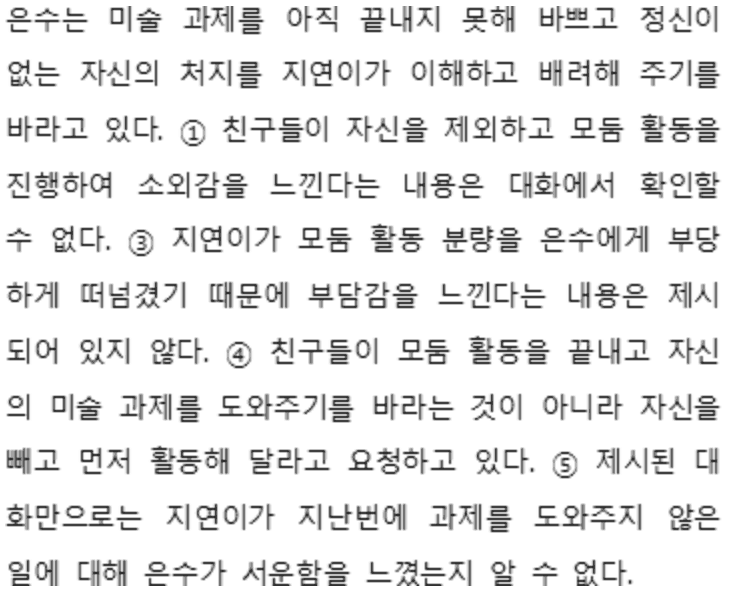 은수는 미술 과제를 아직 끝내지 못해 바쁘고 정신이
없는 자신의 처지를 지연이가 이해하고 배려해 주기를
바라고 있다. ① 친구들이 자신을 제외하고 모둠 활동을
진행하여 소외감을 느낀다는 내용은 대화에서 확인할
수 없다. ③ 지연이가 모둠 활동 분량을 은수에게 부당
하게 떠넘겼기 때문에 부담감을 느낀다는 내용은 제시
되어 있지 않다. ④ 친구들이 모둠 활동을 끝내고 자신
의 미술 과제를 도와주기를 바라는 것이 아니라 자신을
빼고 먼저 활동해 달라고 요청하고 있다. ⑤ 제시된 대
화만으로는 지연이가 지난번에 과제를 도와주지 않은
일에 대해 은수가 서운함을 느꼈는지 알 수 없다.